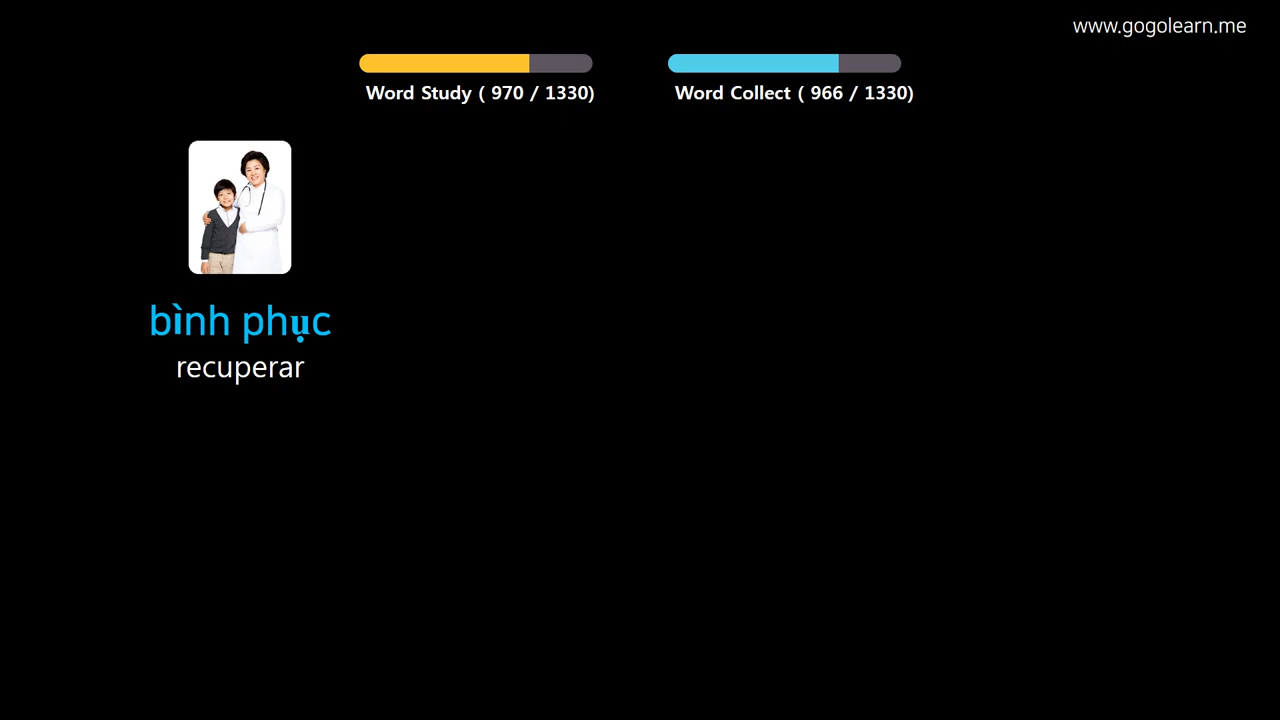 www.gogolearn.me
Word Study ( 970 / 1330)
Word Collect ( 966 / 1330)
bình phục
recuperar